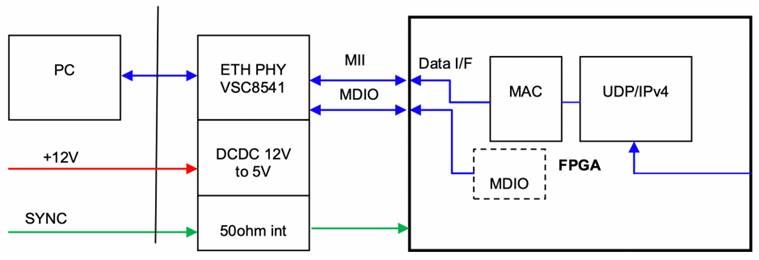 PC
ETH PHY
VSC8541
MII
MDIO
Data I/F
MAC
UDP/IPv4
MDIO
FPGA
+12V
DCDC 12V
to 5V
SYNC
50ohm int